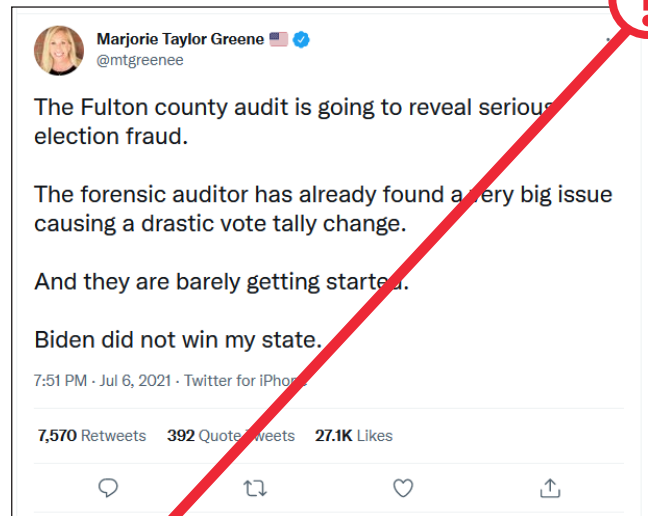 Marjorie Taylor Greene
@mtgreenee
The Fulton county audit is going to reveal serious
election fraud.
The forensic auditor has already found a very big issue
causing a drastic vote tally change.
And they are barely getting started.
Biden did not win my state.
7:51 PM · Jul 6, 2021 · Twitter for iPhone
7,570 Retweets 392 Quote Tweets 27.1K Likes